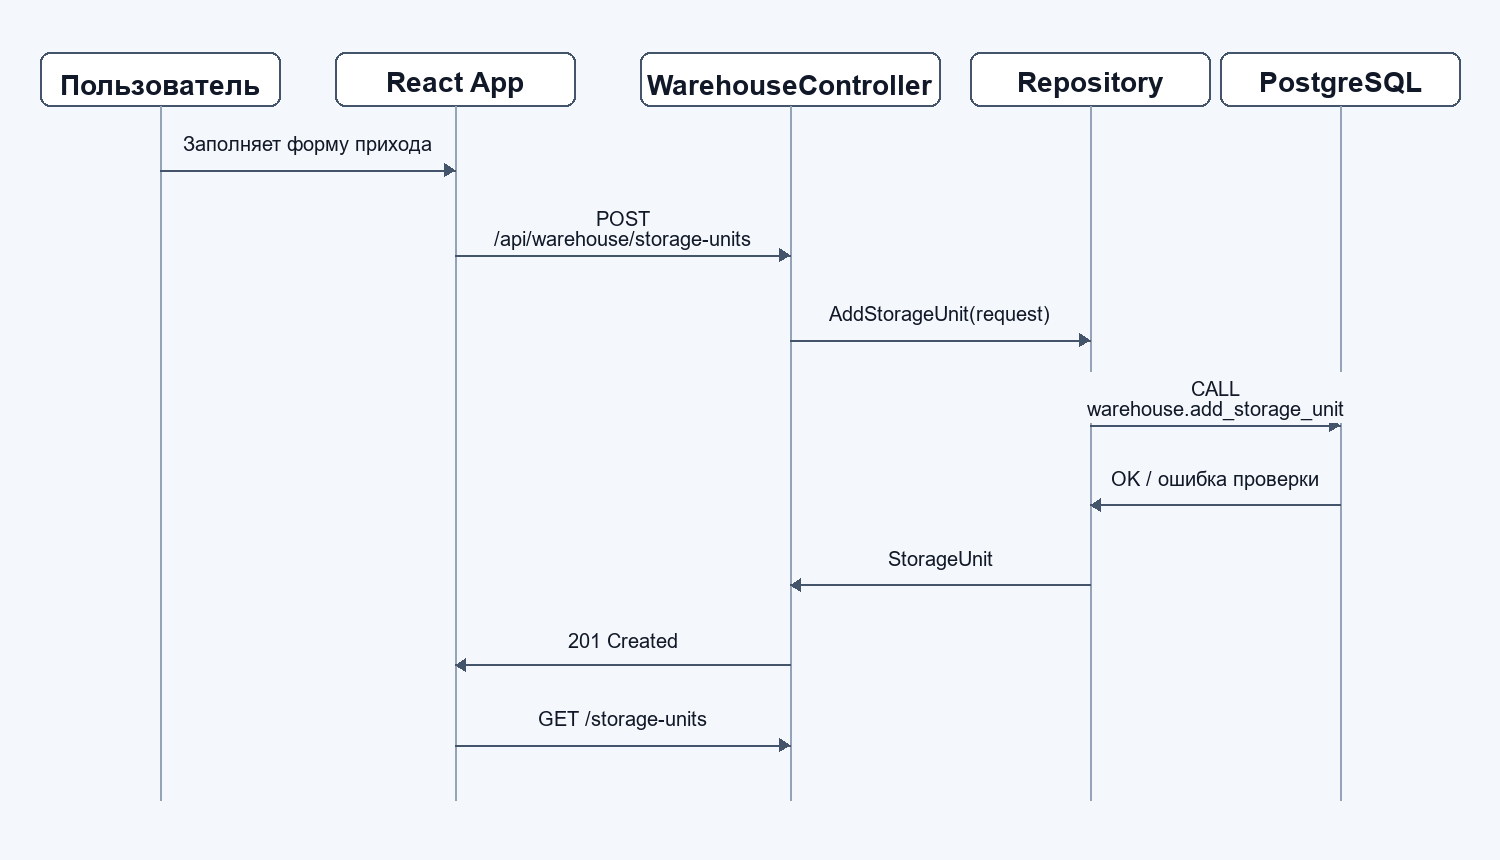 Пользователь
React App
WarehouseController
Repository
PostgreSQL
Заполняет форму прихода
POST
/api/warehouse/storage-units
AddStorageUnit(request)
CALL
warehouse.add_storage_unit
OK / ошибка проверки
StorageUnit
201 Created
GET /storage-units